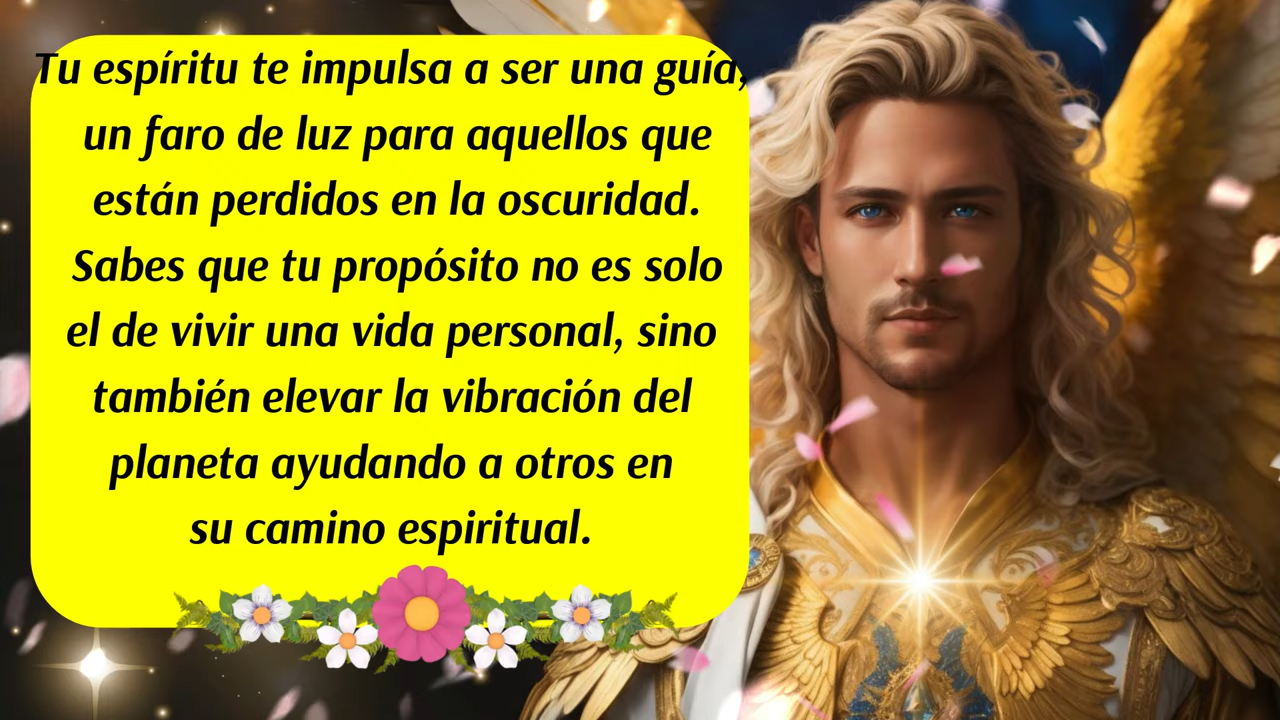 Tu espíritu te impulsa a ser una guía,
un faro de luz para aquellos que
están perdidos en la oscuridad.
Sabes que tu propósito no es solo
el de vivir una vida personal, sino
también elevar la vibración del
planeta ayudando a otros en
su camino espiritual.